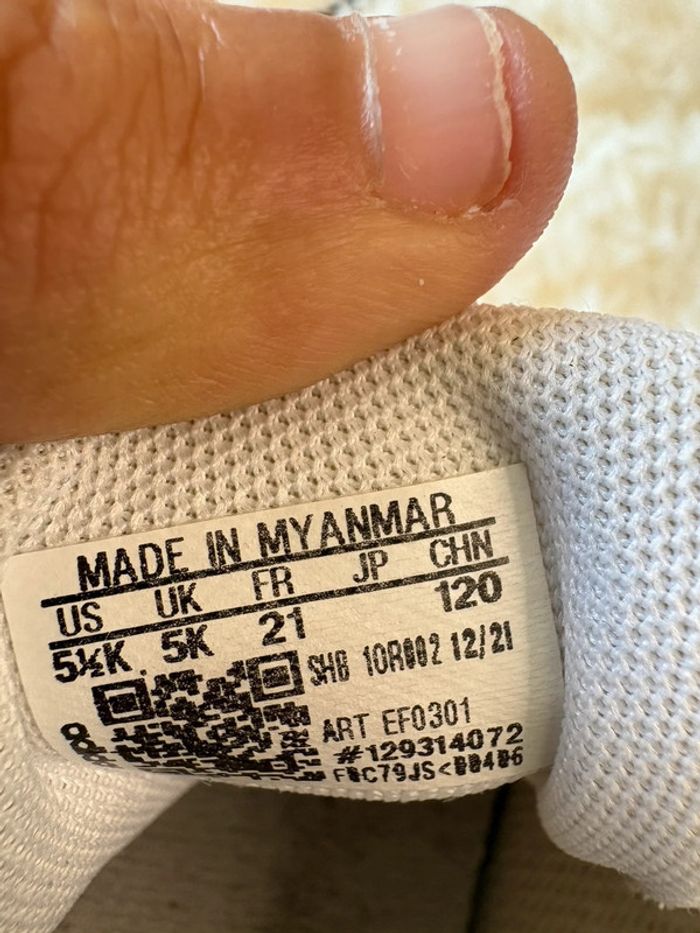 MADE IN MYANMAR
US UK FR JP CHN
5½K 5K 21 120
SHB 10R002 12/21
ART EF0301
#129314072